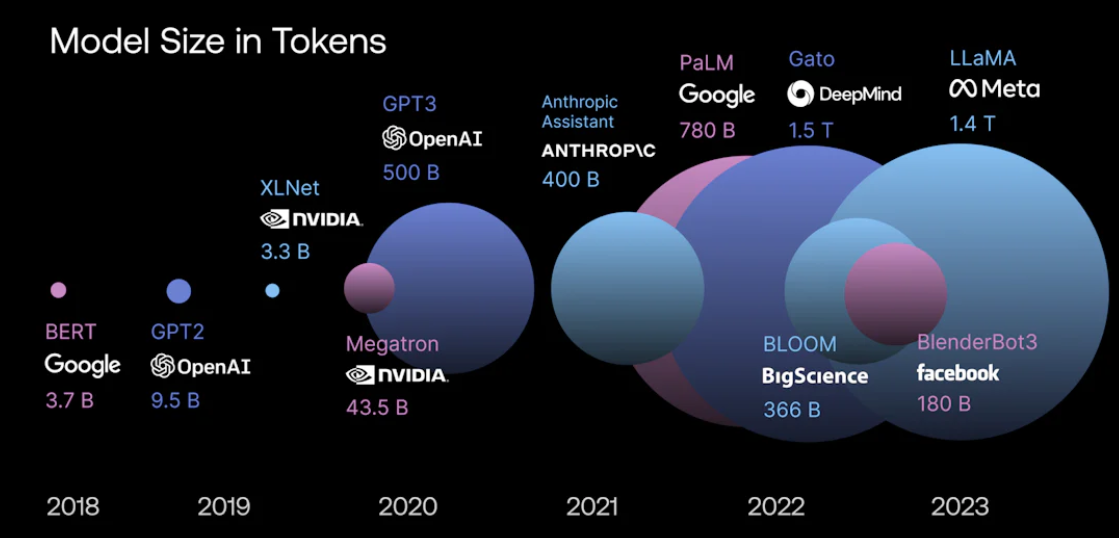 Model Size in Tokens
BERT
Google
3.7 B
GPT2
OpenAI
9.5 B
XLNet
NVIDIA.
3.3 B
Megatron
NVIDIA.
43.5 B
GPT3
OpenAI
500 B
Anthropic
Assistant
ANTHROP\C
400 B
PaLM
Google
780 B
Gato
DeepMind
1.5 T
BLOOM
BigScience
366 B
BlenderBot3
facebook
180 B
LLaMA
Meta
1.4 T
2018
2019
2020
2021
2022
2023